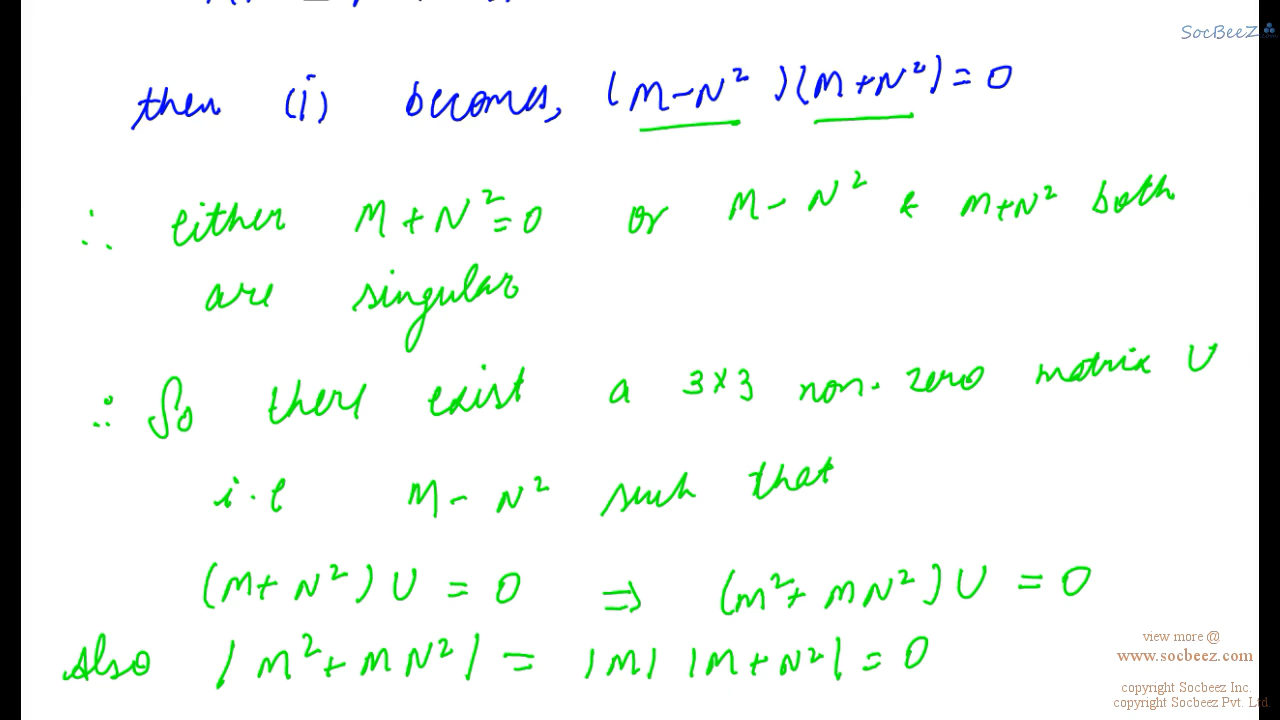 SocBeeZ
then (i) becomes, (M-N²)(M+N²)=0
∴ either M+N²=0 or M-N² & M+N² both
are singular
∴ So there exist a 3×3 non-zero matrix U
i.e M-N² such that
(M+N²)U = 0 ⇒ (M²+MN²)U = 0
Also |M²+MN²| = |M| |M+N²| = 0
view more @
www.socbeez.com
copyright Socbeez Inc.
copyright Socbeez Pvt. Ltd.